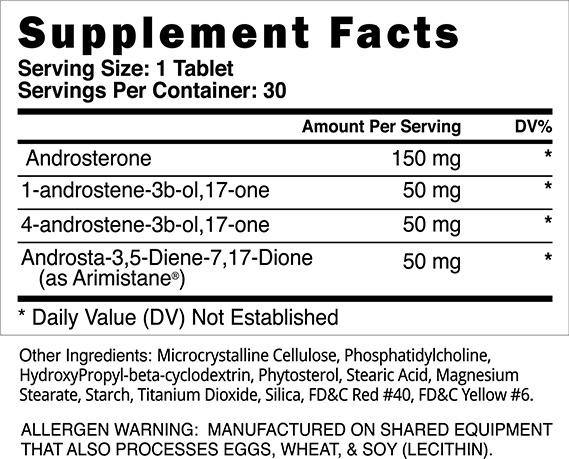 Supplement Facts
Serving Size: 1 Tablet
Servings Per Container: 30
Amount Per Serving DV%
Androsterone 150 mg *
1-androstene-3b-ol,17-one 50 mg *
4-androstene-3b-ol,17-one 50 mg *
Androsta-3,5-Diene-7,17-Dione 50 mg *
(as Arimistane®)
* Daily Value (DV) Not Established
Other Ingredients: Microcrystalline Cellulose, Phosphatidylcholine,
HydroxyPropyl-beta-cyclodextrin, Phytosterol, Stearic Acid, Magnesium
Stearate, Starch, Titanium Dioxide, Silica, FD&C Red #40, FD&C Yellow #6.
ALLERGEN WARNING: MANUFACTURED ON SHARED EQUIPMENT
THAT ALSO PROCESSES EGGS, WHEAT, & SOY (LECITHIN).